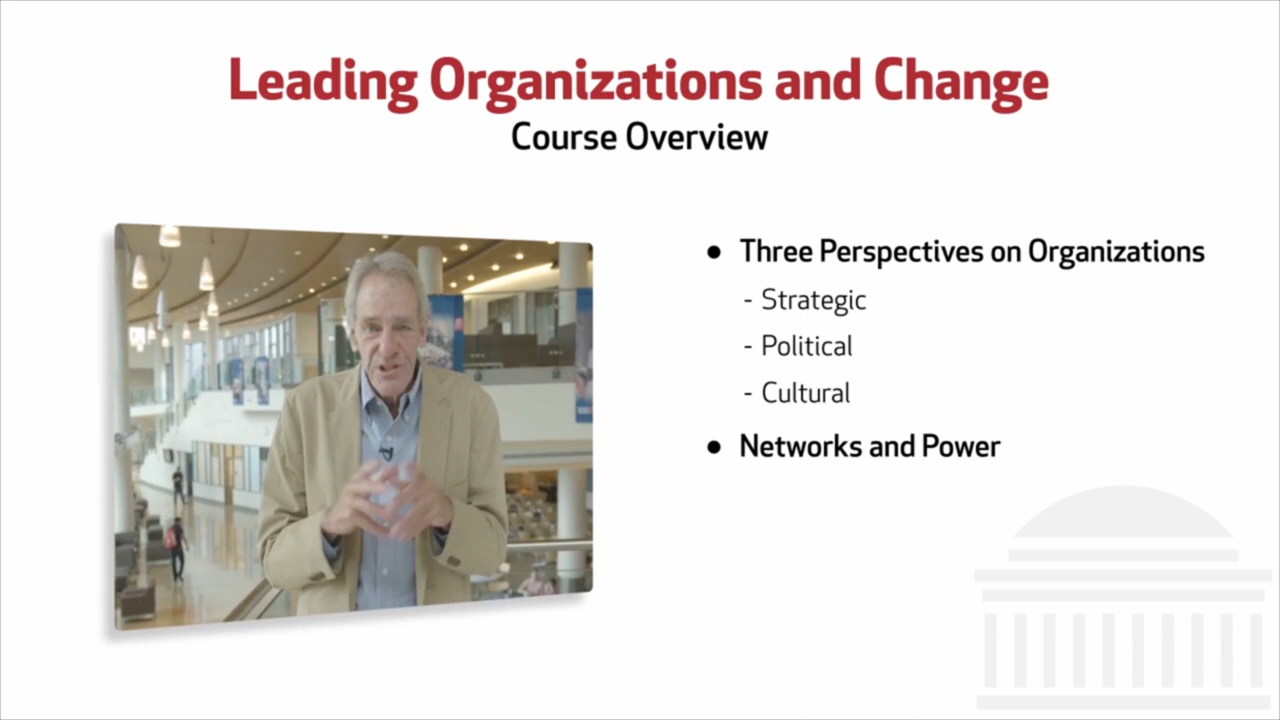 Leading Organizations and Change
Course Overview
● Three Perspectives on Organizations
- Strategic
- Political
- Cultural
● Networks and Power